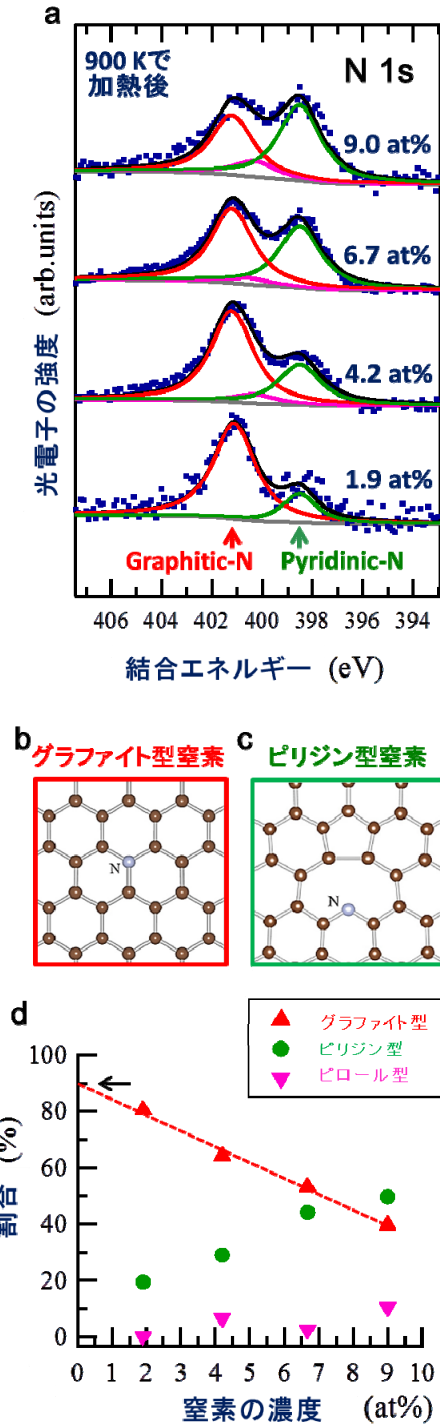 a
900 Kで
加熱後
N 1s
9.0 at%
6.7 at%
4.2 at%
1.9 at%
光電子の強度 (arb.units)
Graphitic-N
Pyridinic-N
406 404 402 400 398 396 394
結合エネルギー (eV)
b
グラファイト型窒素
N
c
ピリジン型窒素
N
d
グラファイト型
ピリジン型
ピロール型
100
80
60
40
20
0
割合 (%)
0 1 2 3 4 5 6 7 8 9 10
窒素の濃度 (at%)